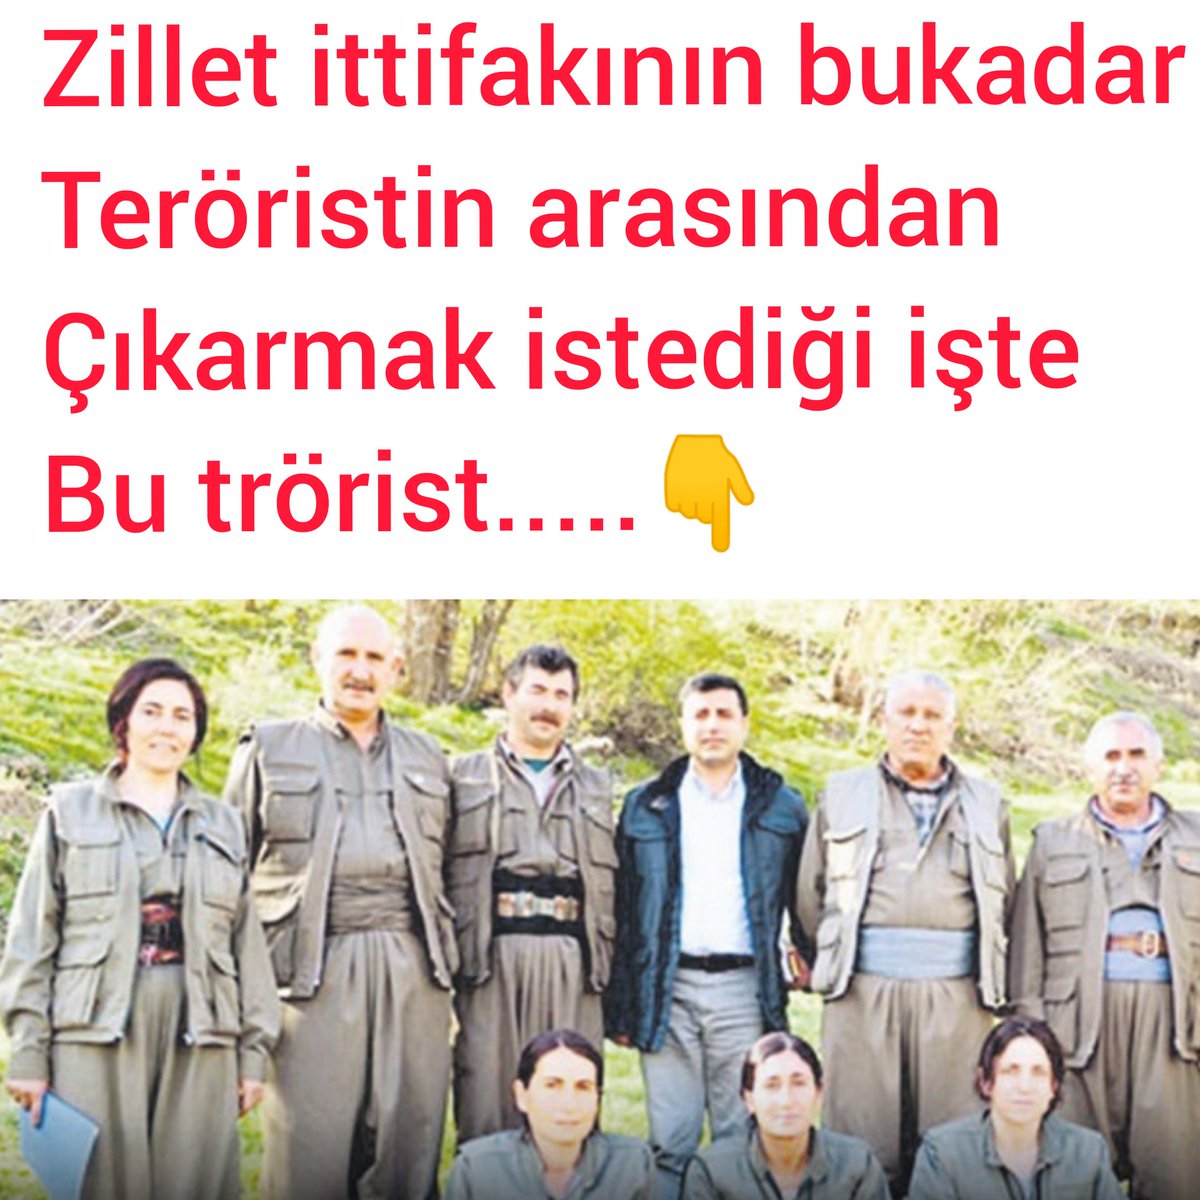 Zillet ittifakının bukadar
Teröristin arasından
Çıkarmak istediği işte
Bu trörist.....